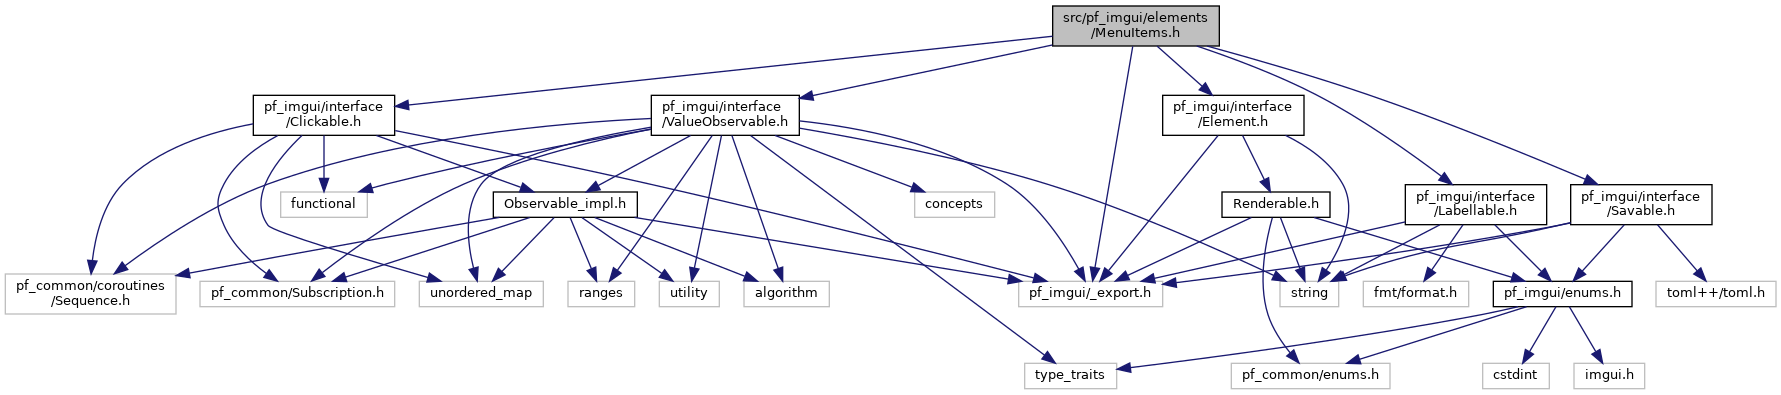 src/pf_imgui/elements
/MenuItems.h
pf_imgui/interface
/Clickable.h
pf_imgui/interface
/ValueObservable.h
pf_imgui/interface
/Element.h
functional
Observable_impl.h
concepts
Renderable.h
pf_imgui/interface
/Labellable.h
pf_imgui/interface
/Savable.h
pf_common/coroutines
/Sequence.h
pf_common/Subscription.h
unordered_map
ranges
utility
algorithm
pf_imgui/_export.h
string
fmt/format.h
pf_imgui/enums.h
toml++/toml.h
type_traits
pf_common/enums.h
cstdint
imgui.h